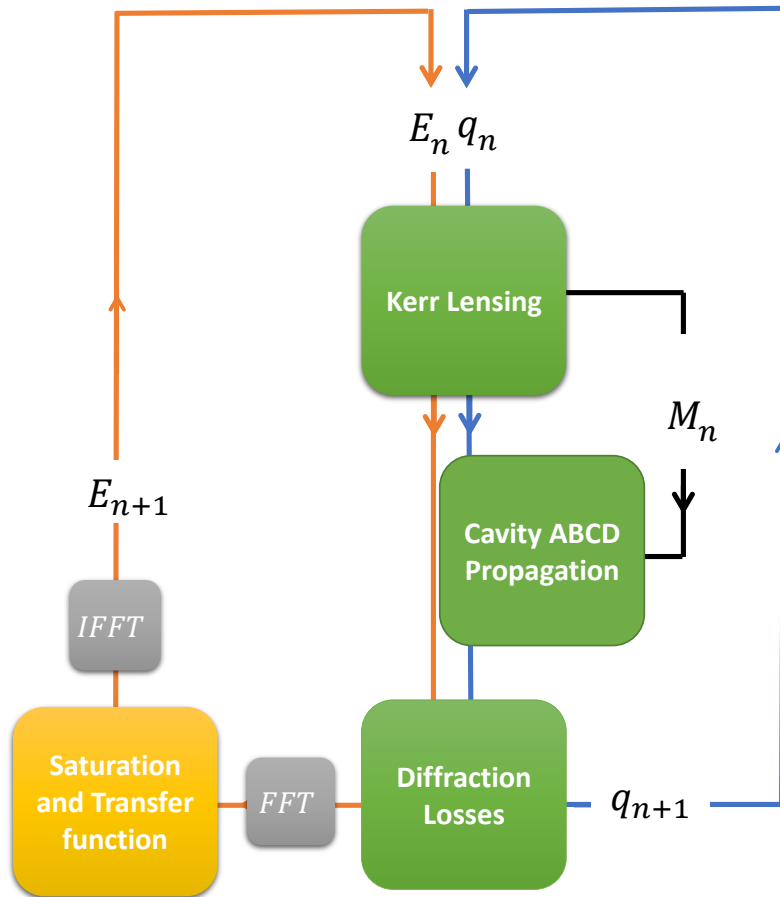 E_n q_n
Kerr Lensing
M_n
E_{n+1}
Cavity ABCD
Propagation
IFFT
Saturation
and Transfer
function
FFT
Diffraction
Losses
q_{n+1}